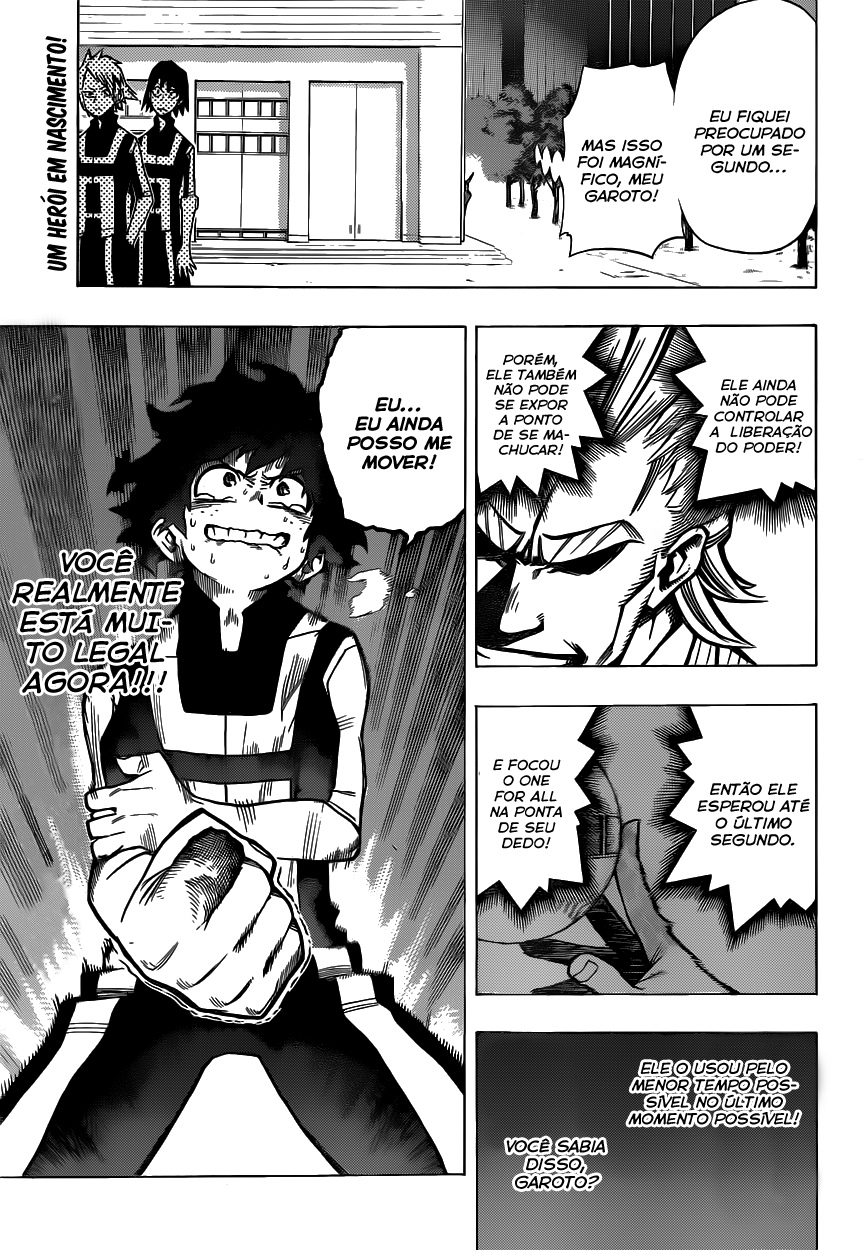 EU FIQUEI
PREOCUPADO
POR UM SE-
GUNDO...
MAS ISSO
FOI MAGNÍ-
FICO, MEU
GAROTO!
UM HERÓI EM NASCIMENTO!
ELE AINDA
NÃO PODE
CONTROLAR
A LIBERAÇÃO
DO PODER!
PORÉM,
ELE TAMBÉM
NÃO PODE
SE EXPOR
A PONTO
DE SE MA-
CHUCAR!
ENTÃO ELE
ESPEROU ATÉ
O ÚLTIMO
SEGUNDO.
E FOCOU
O ONE
FOR ALL
NA PONTA
DE SEU
DEDO!
ELE O USOU PELO
MENOR TEMPO POS-
SÍVEL NO ÚLTIMO
MOMENTO POSSÍVEL!
VOCÊ SABIA
DISSO,
GAROTO?
EU...
EU AINDA
POSSO ME
MOVER!
VOCÊ
REALMENTE
ESTÁ MUI-
TO LEGAL
AGORA!!!